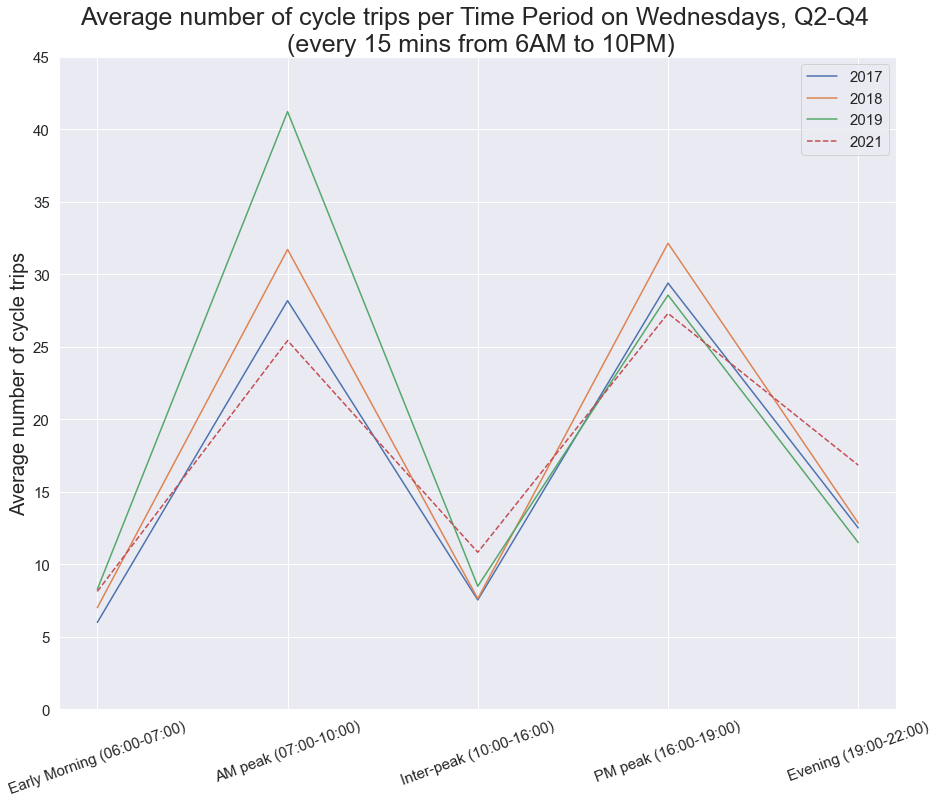 Average number of cycle trips per Time Period on Wednesdays, Q2-Q4
(every 15 mins from 6AM to 10PM)
45
40
35
30
25
20
15
10
5
0
Average number of cycle trips
2017
2018
2019
2021
Early Morning (06:00-07:00)
AM peak (07:00-10:00)
Inter-peak (10:00-16:00)
PM peak (16:00-19:00)
Evening (19:00-22:00)